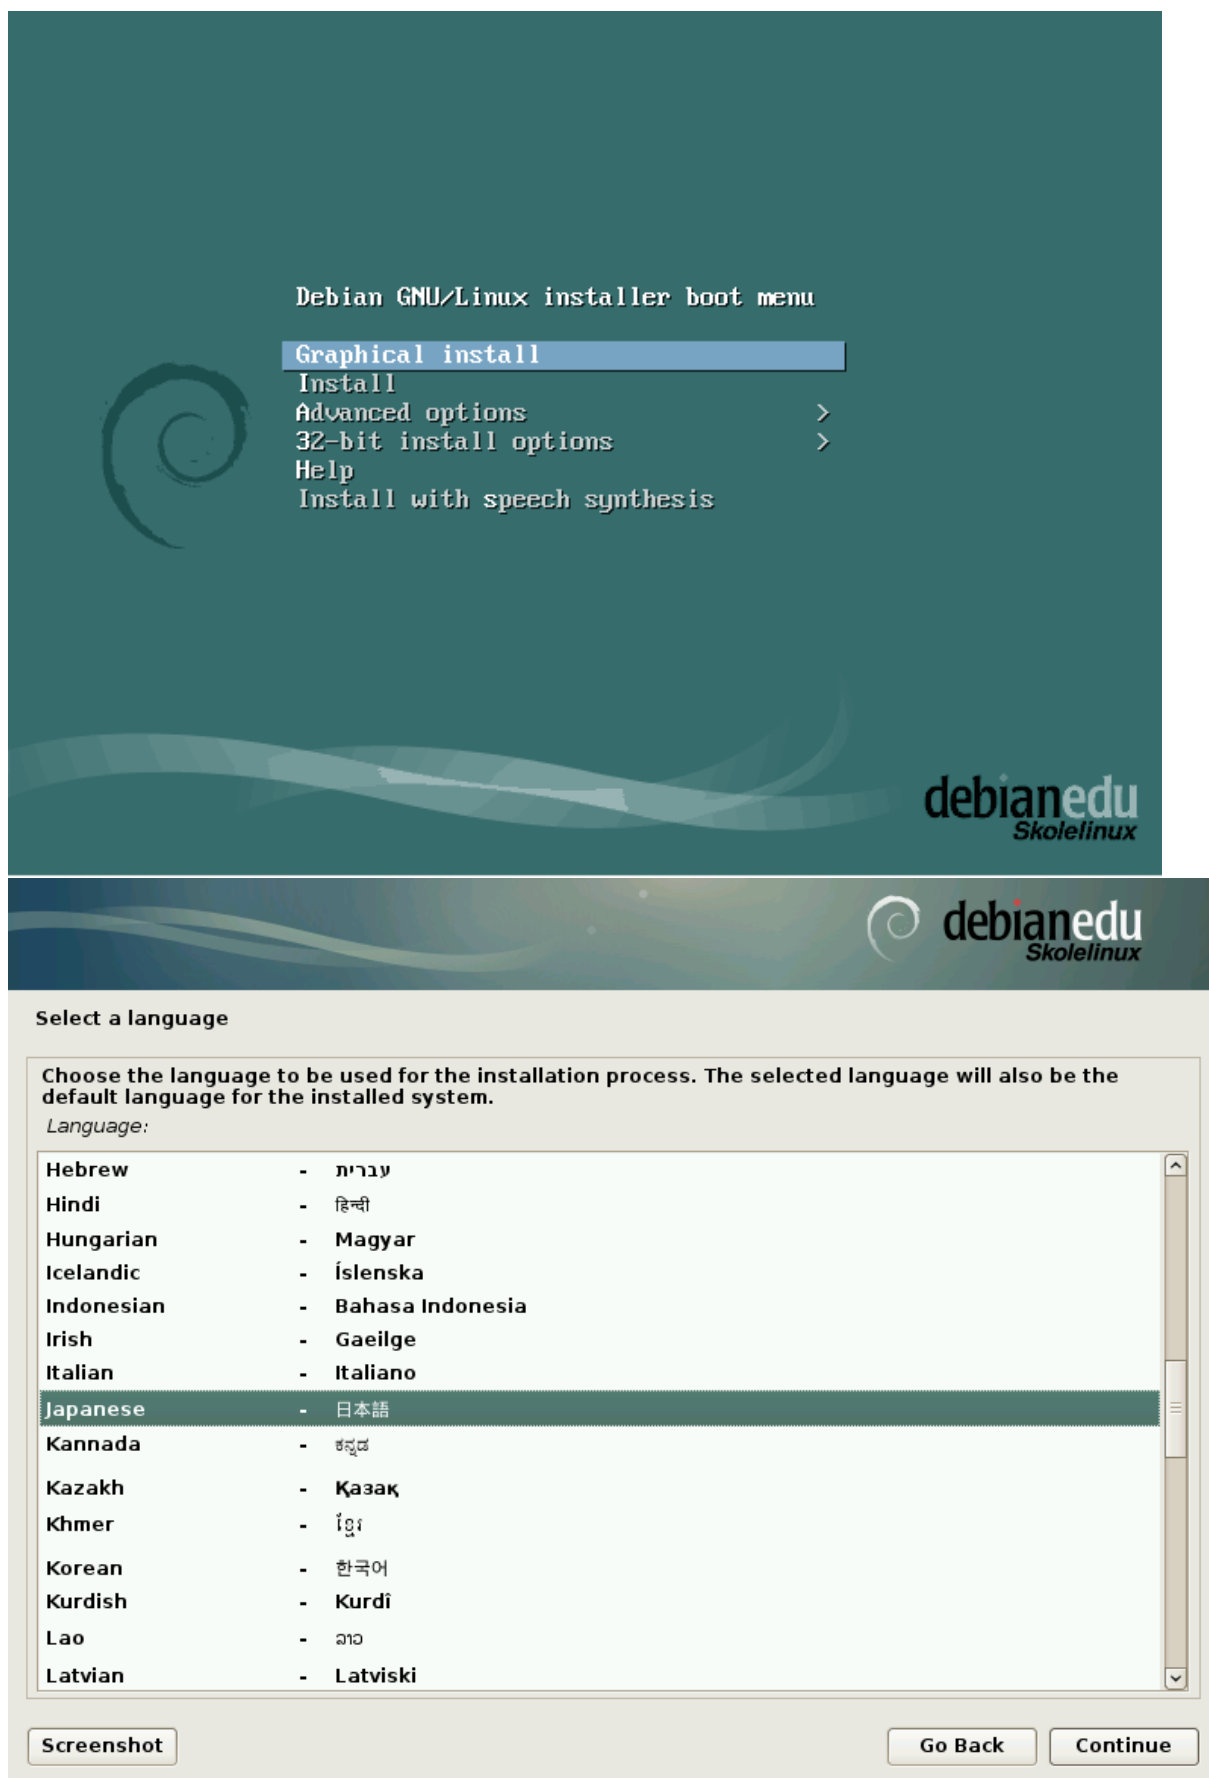 Debian GNU/Linux installer boot menu
Graphical install
Install
Advanced options >
32-bit install options >
Help
Install with speech synthesis
debianedu
Skolelinux
debianedu
Skolelinux
Select a language
Choose the language to be used for the installation process. The selected language will also be the
default language for the installed system.
Language:
Hebrew - עברית
Hindi - हिन्दी
Hungarian - Magyar
Icelandic - Íslenska
Indonesian - Bahasa Indonesia
Irish - Gaeilge
Italian - Italiano
Japanese - 日本語
Kannada - ಕನ್ನಡ
Kazakh - Қазақ
Khmer - ខ្មែរ
Korean - 한국어
Kurdish - Kurdî
Lao - ລາວ
Latvian - Latviski
Screenshot Go Back Continue